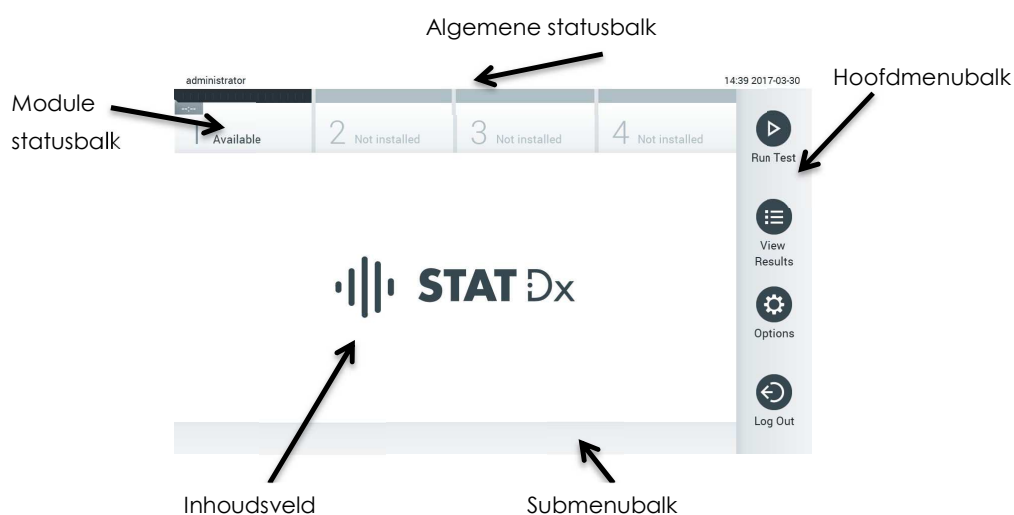 Algemene statusbalk
administrator
14:39 2017-03-30
Hoofdmenubalk
Module
statusbalk
--:--
1 Available
2 Not installed
3 Not installed
4 Not installed
Run Test
View
Results
STAT Dx
Options
Log Out
Inhoudsveld
Submenubalk